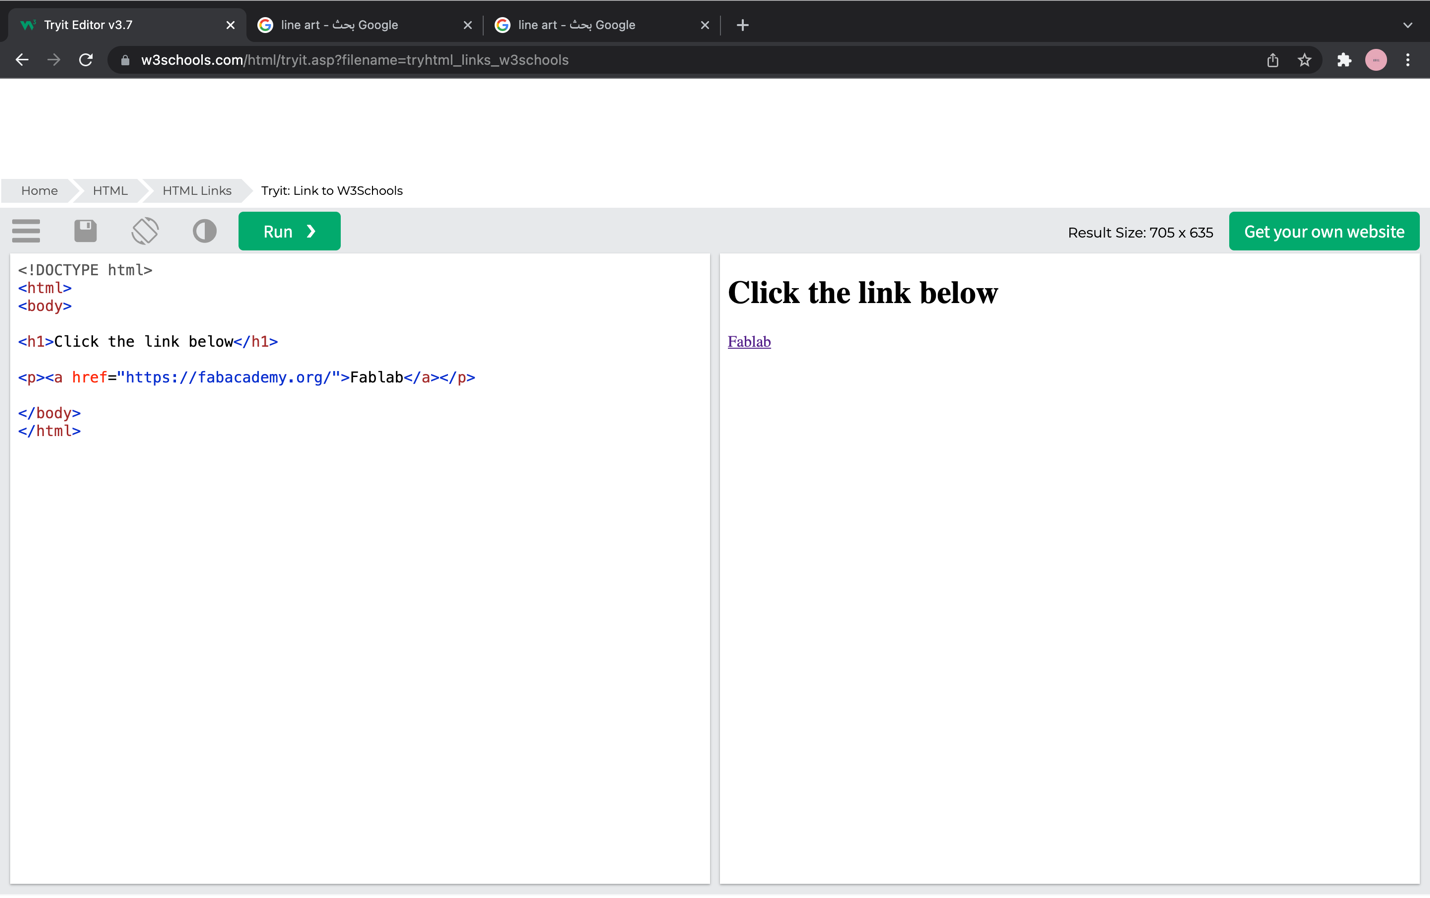 Tryit Editor v3.7
line art - بحث Google
line art - بحث Google
w3schools.com/html/tryit.asp?filename=tryhtml_links_w3schools
Home HTML HTML Links Tryit: Link to W3Schools
Run ❯ Result Size: 705 x 635 Get your own website
<!DOCTYPE html>
<html>
<body>
<h1>Click the link below</h1>
<p><a href="https://fabacademy.org/">Fablab</a></p>
</body>
</html>
Click the link below
Fablab